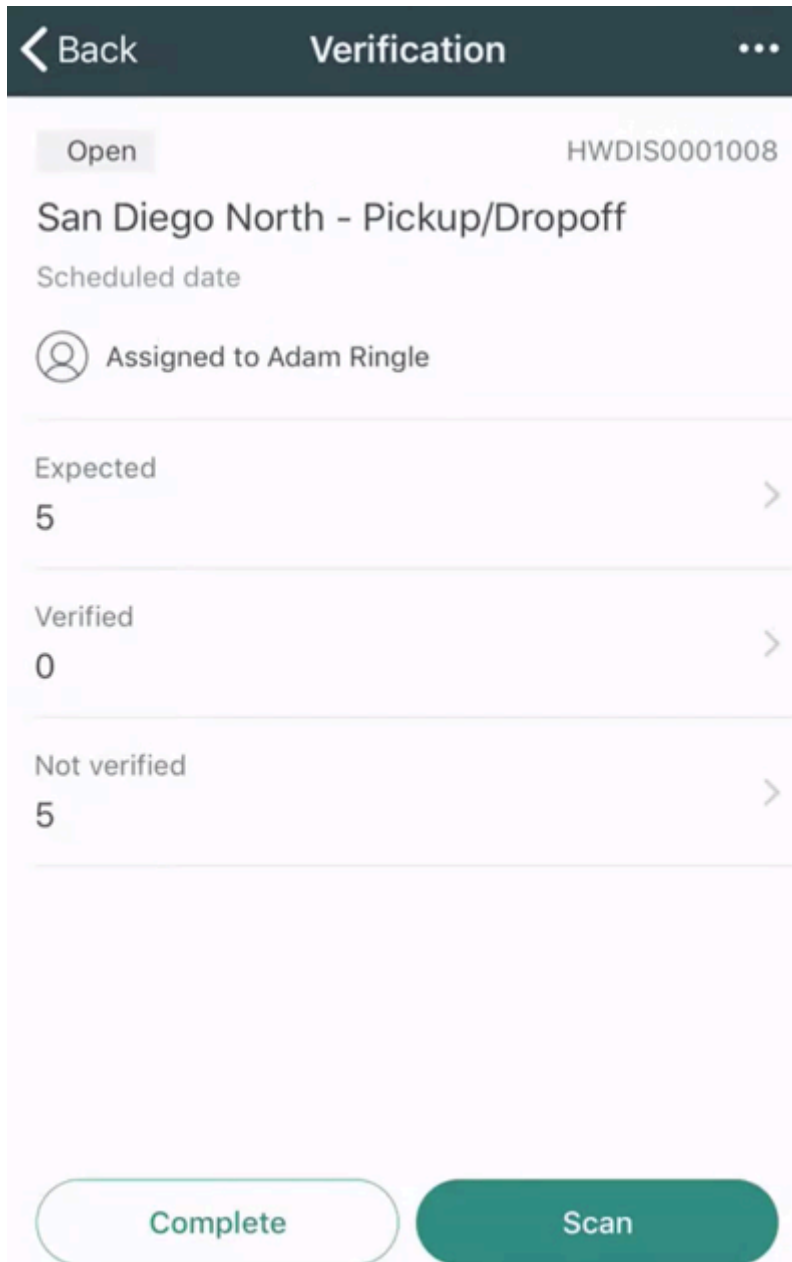 Back Verification ...
Open HWDIS0001008
San Diego North - Pickup/Dropoff
Scheduled date
Assigned to Adam Ringle
Expected
5
Verified
0
Not verified
5
Complete Scan